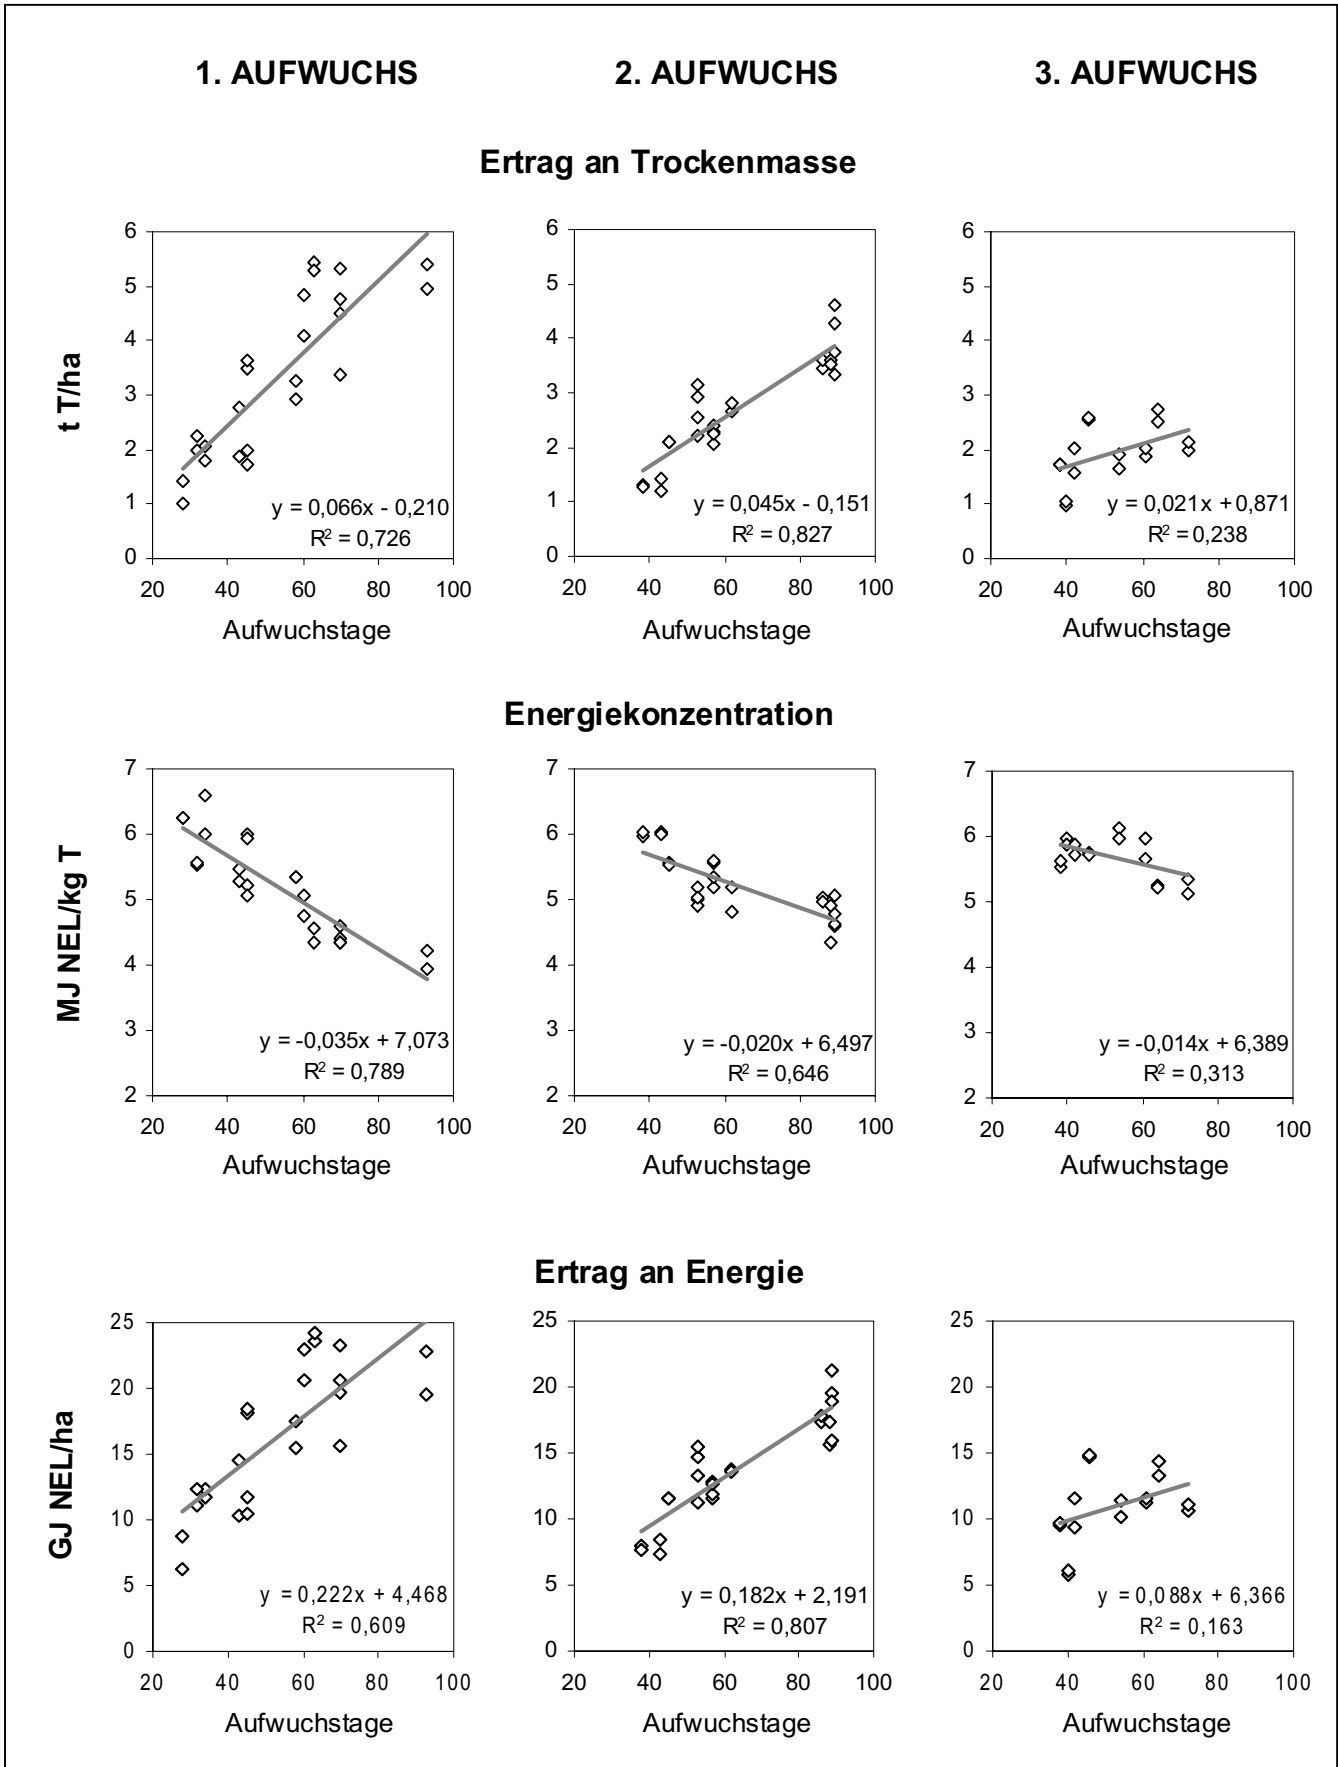 1. AUFWUCHS 2. AUFWUCHS 3. AUFWUCHS
Ertrag an Trockenmasse
t T/ha
6
5
4
3
2
1
0
20 40 60 80 100
y = 0,066x - 0,210
R² = 0,726
Aufwuchstage
6
5
4
3
2
1
0
20 40 60 80 100
y = 0,045x - 0,151
R² = 0,827
Aufwuchstage
6
5
4
3
2
1
0
20 40 60 80 100
y = 0,021x + 0,871
R² = 0,238
Aufwuchstage
Energiekonzentration
MJ NEL/kg T
7
6
5
4
3
2
20 40 60 80 100
y = -0,035x + 7,073
R² = 0,789
Aufwuchstage
7
6
5
4
3
2
20 40 60 80 100
y = -0,020x + 6,497
R² = 0,646
Aufwuchstage
7
6
5
4
3
2
20 40 60 80 100
y = -0,014x + 6,389
R² = 0,313
Aufwuchstage
Ertrag an Energie
GJ NEL/ha
25
20
15
10
5
0
20 40 60 80 100
y = 0,222x + 4,468
R² = 0,609
Aufwuchstage
25
20
15
10
5
0
20 40 60 80 100
y = 0,182x + 2,191
R² = 0,807
Aufwuchstage
25
20
15
10
5
0
20 40 60 80 100
y = 0,088x + 6,366
R² = 0,163
Aufwuchstage